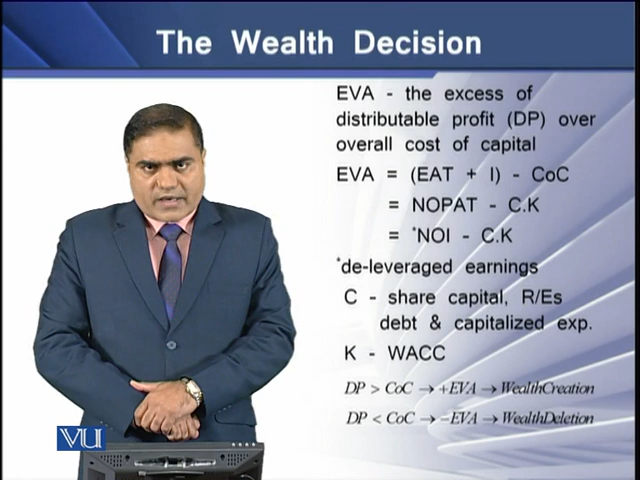 The Wealth Decision
EVA - the excess of
distributable profit (DP) over
overall cost of capital
EVA = (EAT + I) - CoC
= NOPAT - C.K
= *NOI - C.K
*de-leveraged earnings
C - share capital, R/Es
debt & capitalized exp.
K - WACC
DP > CoC → +EVA → WealthCreation
DP < CoC → -EVA → WealthDeletion
VU